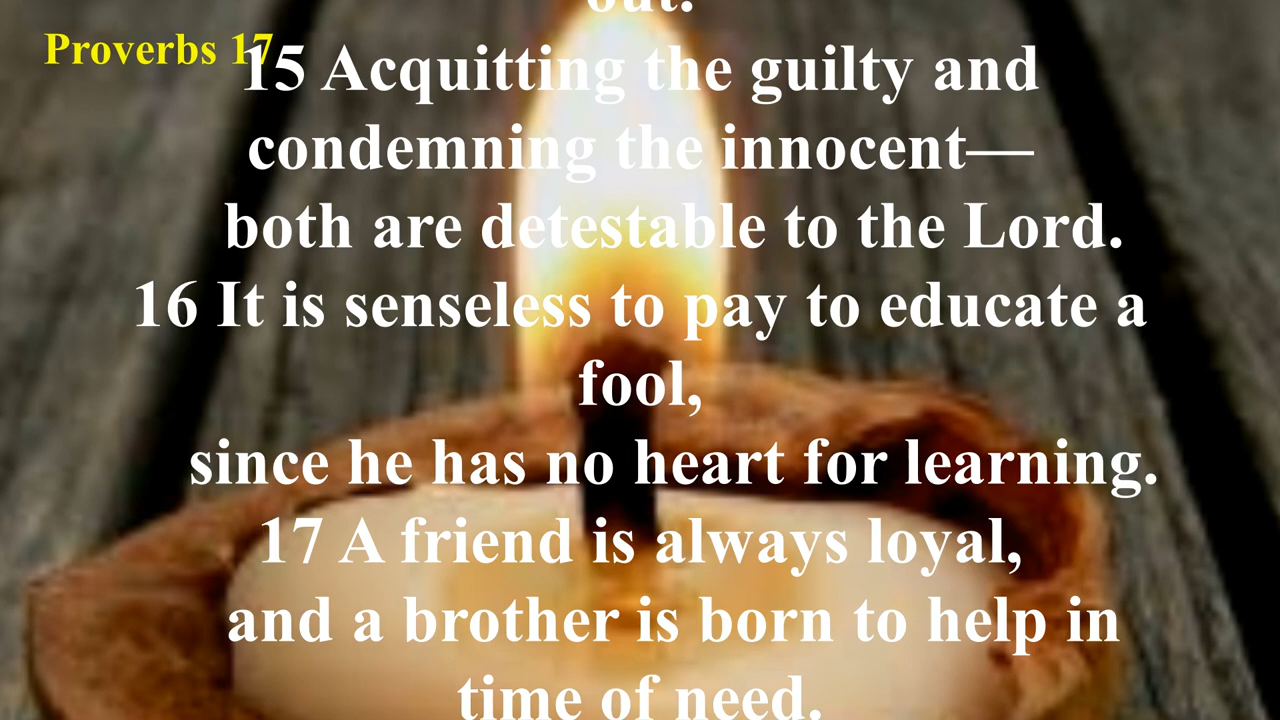 out.
Proverbs 17
15 Acquitting the guilty and
condemning the innocent—
both are detestable to the Lord.
16 It is senseless to pay to educate a
fool,
since he has no heart for learning.
17 A friend is always loyal,
and a brother is born to help in
time of need.